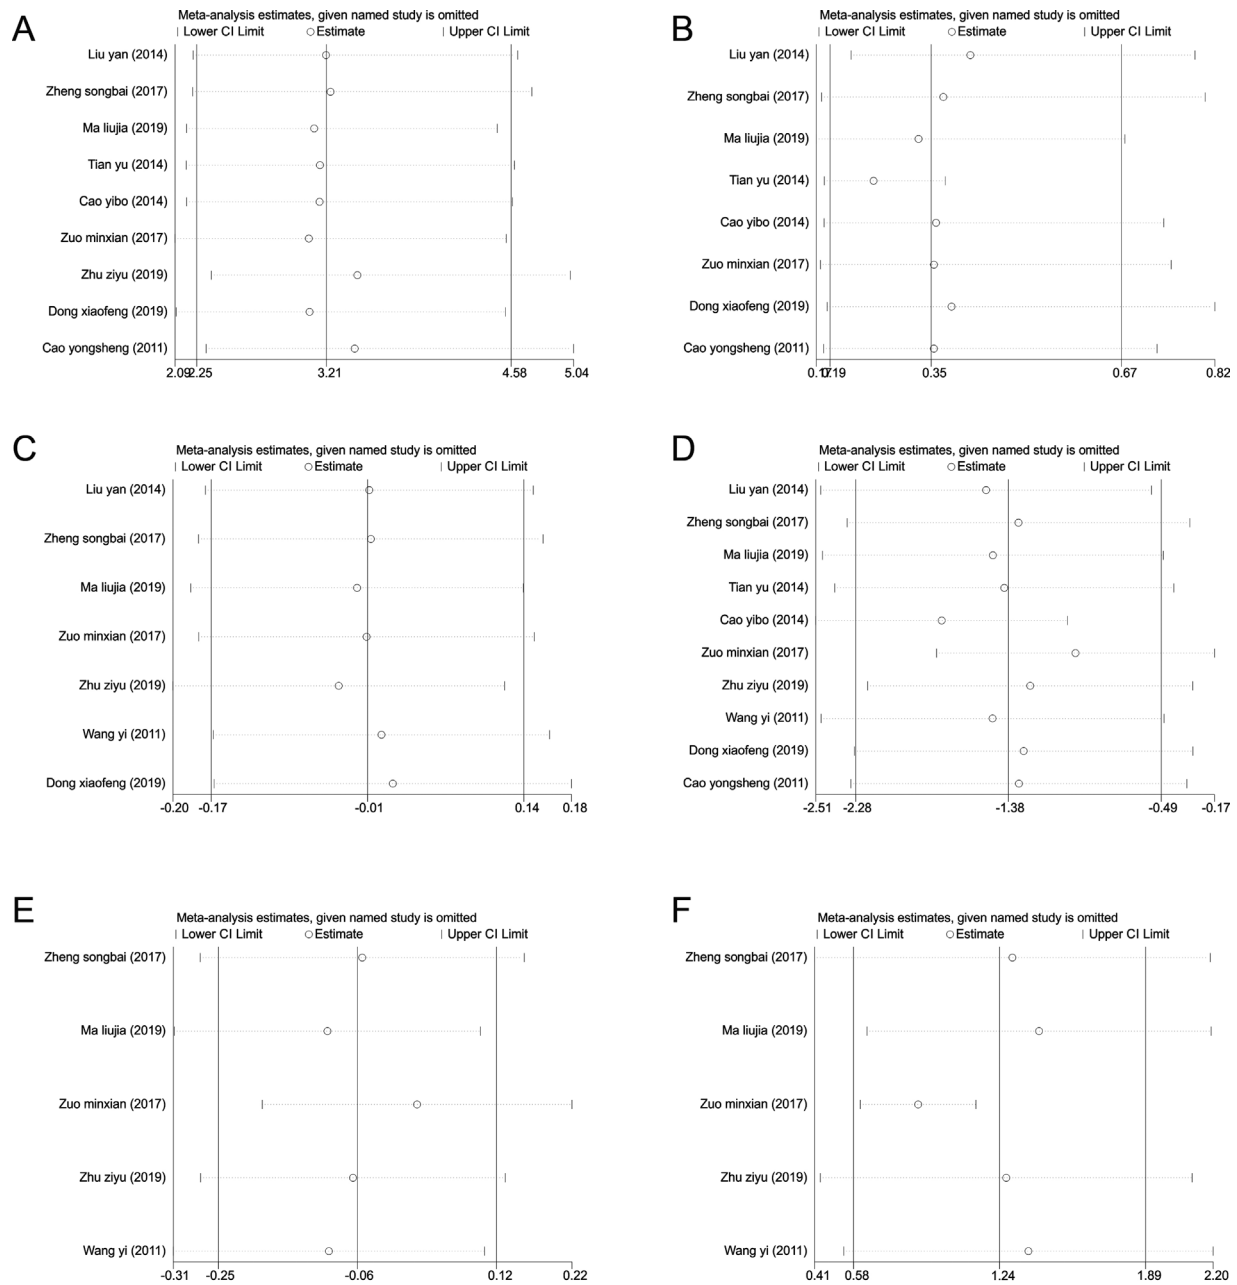 A
Meta-analysis estimates, given named study is omitted
Lower CI Limit Estimate Upper CI Limit
Liu yan (2014)
Zheng songbai (2017)
Ma liujia (2019)
Tian yu (2014)
Cao yibo (2014)
Zuo minxian (2017)
Zhu ziyu (2019)
Dong xiaofeng (2019)
Cao yongsheng (2011)
2.09 2.25 3.21 4.58 5.04
B
Meta-analysis estimates, given named study is omitted
Lower CI Limit Estimate Upper CI Limit
Liu yan (2014)
Zheng songbai (2017)
Ma liujia (2019)
Tian yu (2014)
Cao yibo (2014)
Zuo minxian (2017)
Dong xiaofeng (2019)
Cao yongsheng (2011)
0.17 0.19 0.35 0.67 0.82
C
Meta-analysis estimates, given named study is omitted
Lower CI Limit Estimate Upper CI Limit
Liu yan (2014)
Zheng songbai (2017)
Ma liujia (2019)
Zuo minxian (2017)
Zhu ziyu (2019)
Wang yi (2011)
Dong xiaofeng (2019)
-0.20 -0.17 -0.01 0.14 0.18
D
Meta-analysis estimates, given named study is omitted
Lower CI Limit Estimate Upper CI Limit
Liu yan (2014)
Zheng songbai (2017)
Ma liujia (2019)
Tian yu (2014)
Cao yibo (2014)
Zuo minxian (2017)
Zhu ziyu (2019)
Wang yi (2011)
Dong xiaofeng (2019)
Cao yongsheng (2011)
-2.51 -2.28 -1.38 -0.49 -0.17
E
Meta-analysis estimates, given named study is omitted
Lower CI Limit Estimate Upper CI Limit
Zheng songbai (2017)
Ma liujia (2019)
Zuo minxian (2017)
Zhu ziyu (2019)
Wang yi (2011)
-0.31 -0.25 -0.06 0.12 0.22
F
Meta-analysis estimates, given named study is omitted
Lower CI Limit Estimate Upper CI Limit
Zheng songbai (2017)
Ma liujia (2019)
Zuo minxian (2017)
Zhu ziyu (2019)
Wang yi (2011)
0.41 0.58 1.24 1.89 2.20